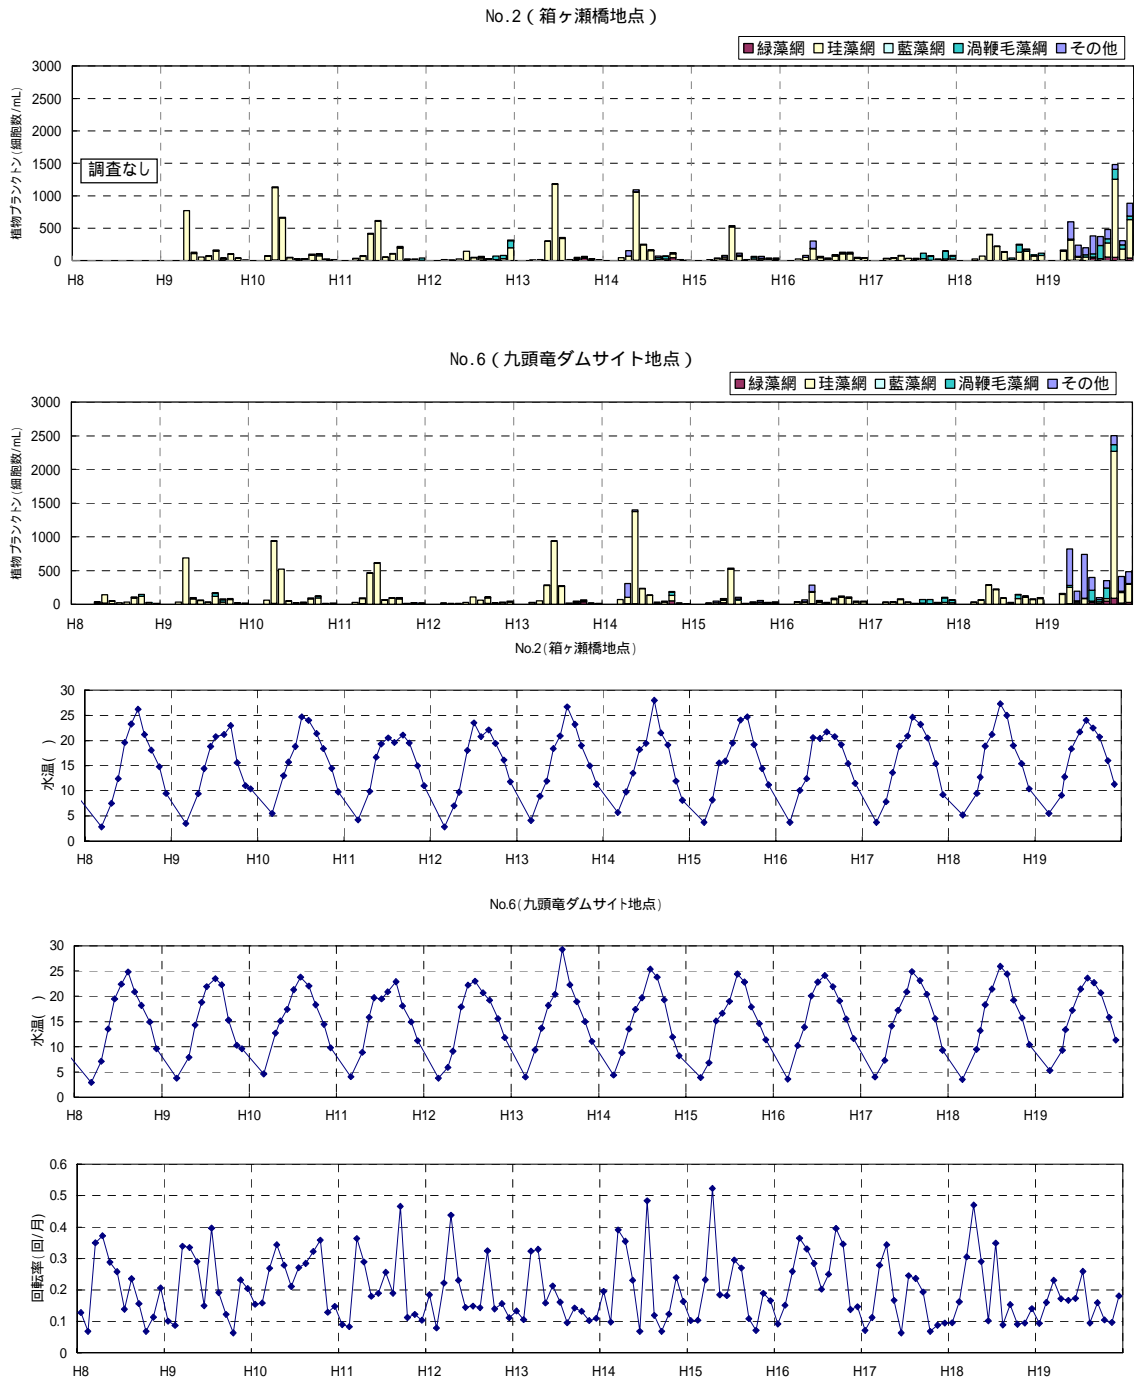 No.2(箱ヶ瀬橋地点)
緑藻網 珪藻網 藍藻網 渦鞭毛藻綱 その他
植物プランクトン(細胞数/mL)
3000
2500
2000
1500
1000
500
0
調査なし
H8 H9 H10 H11 H12 H13 H14 H15 H16 H17 H18 H19
No.6(九頭竜ダムサイト地点)
緑藻網 珪藻網 藍藻網 渦鞭毛藻綱 その他
植物プランクトン(細胞数/mL)
3000
2500
2000
1500
1000
500
0
H8 H9 H10 H11 H12 H13 H14 H15 H16 H17 H18 H19
No.2(箱ヶ瀬橋地点)
水温( )
30
25
20
15
10
5
0
H8 H9 H10 H11 H12 H13 H14 H15 H16 H17 H18 H19
No.6(九頭竜ダムサイト地点)
水温( )
30
25
20
15
10
5
0
H8 H9 H10 H11 H12 H13 H14 H15 H16 H17 H18 H19
回転率(回/月)
0.6
0.5
0.4
0.3
0.2
0.1
0
H8 H9 H10 H11 H12 H13 H14 H15 H16 H17 H18 H19